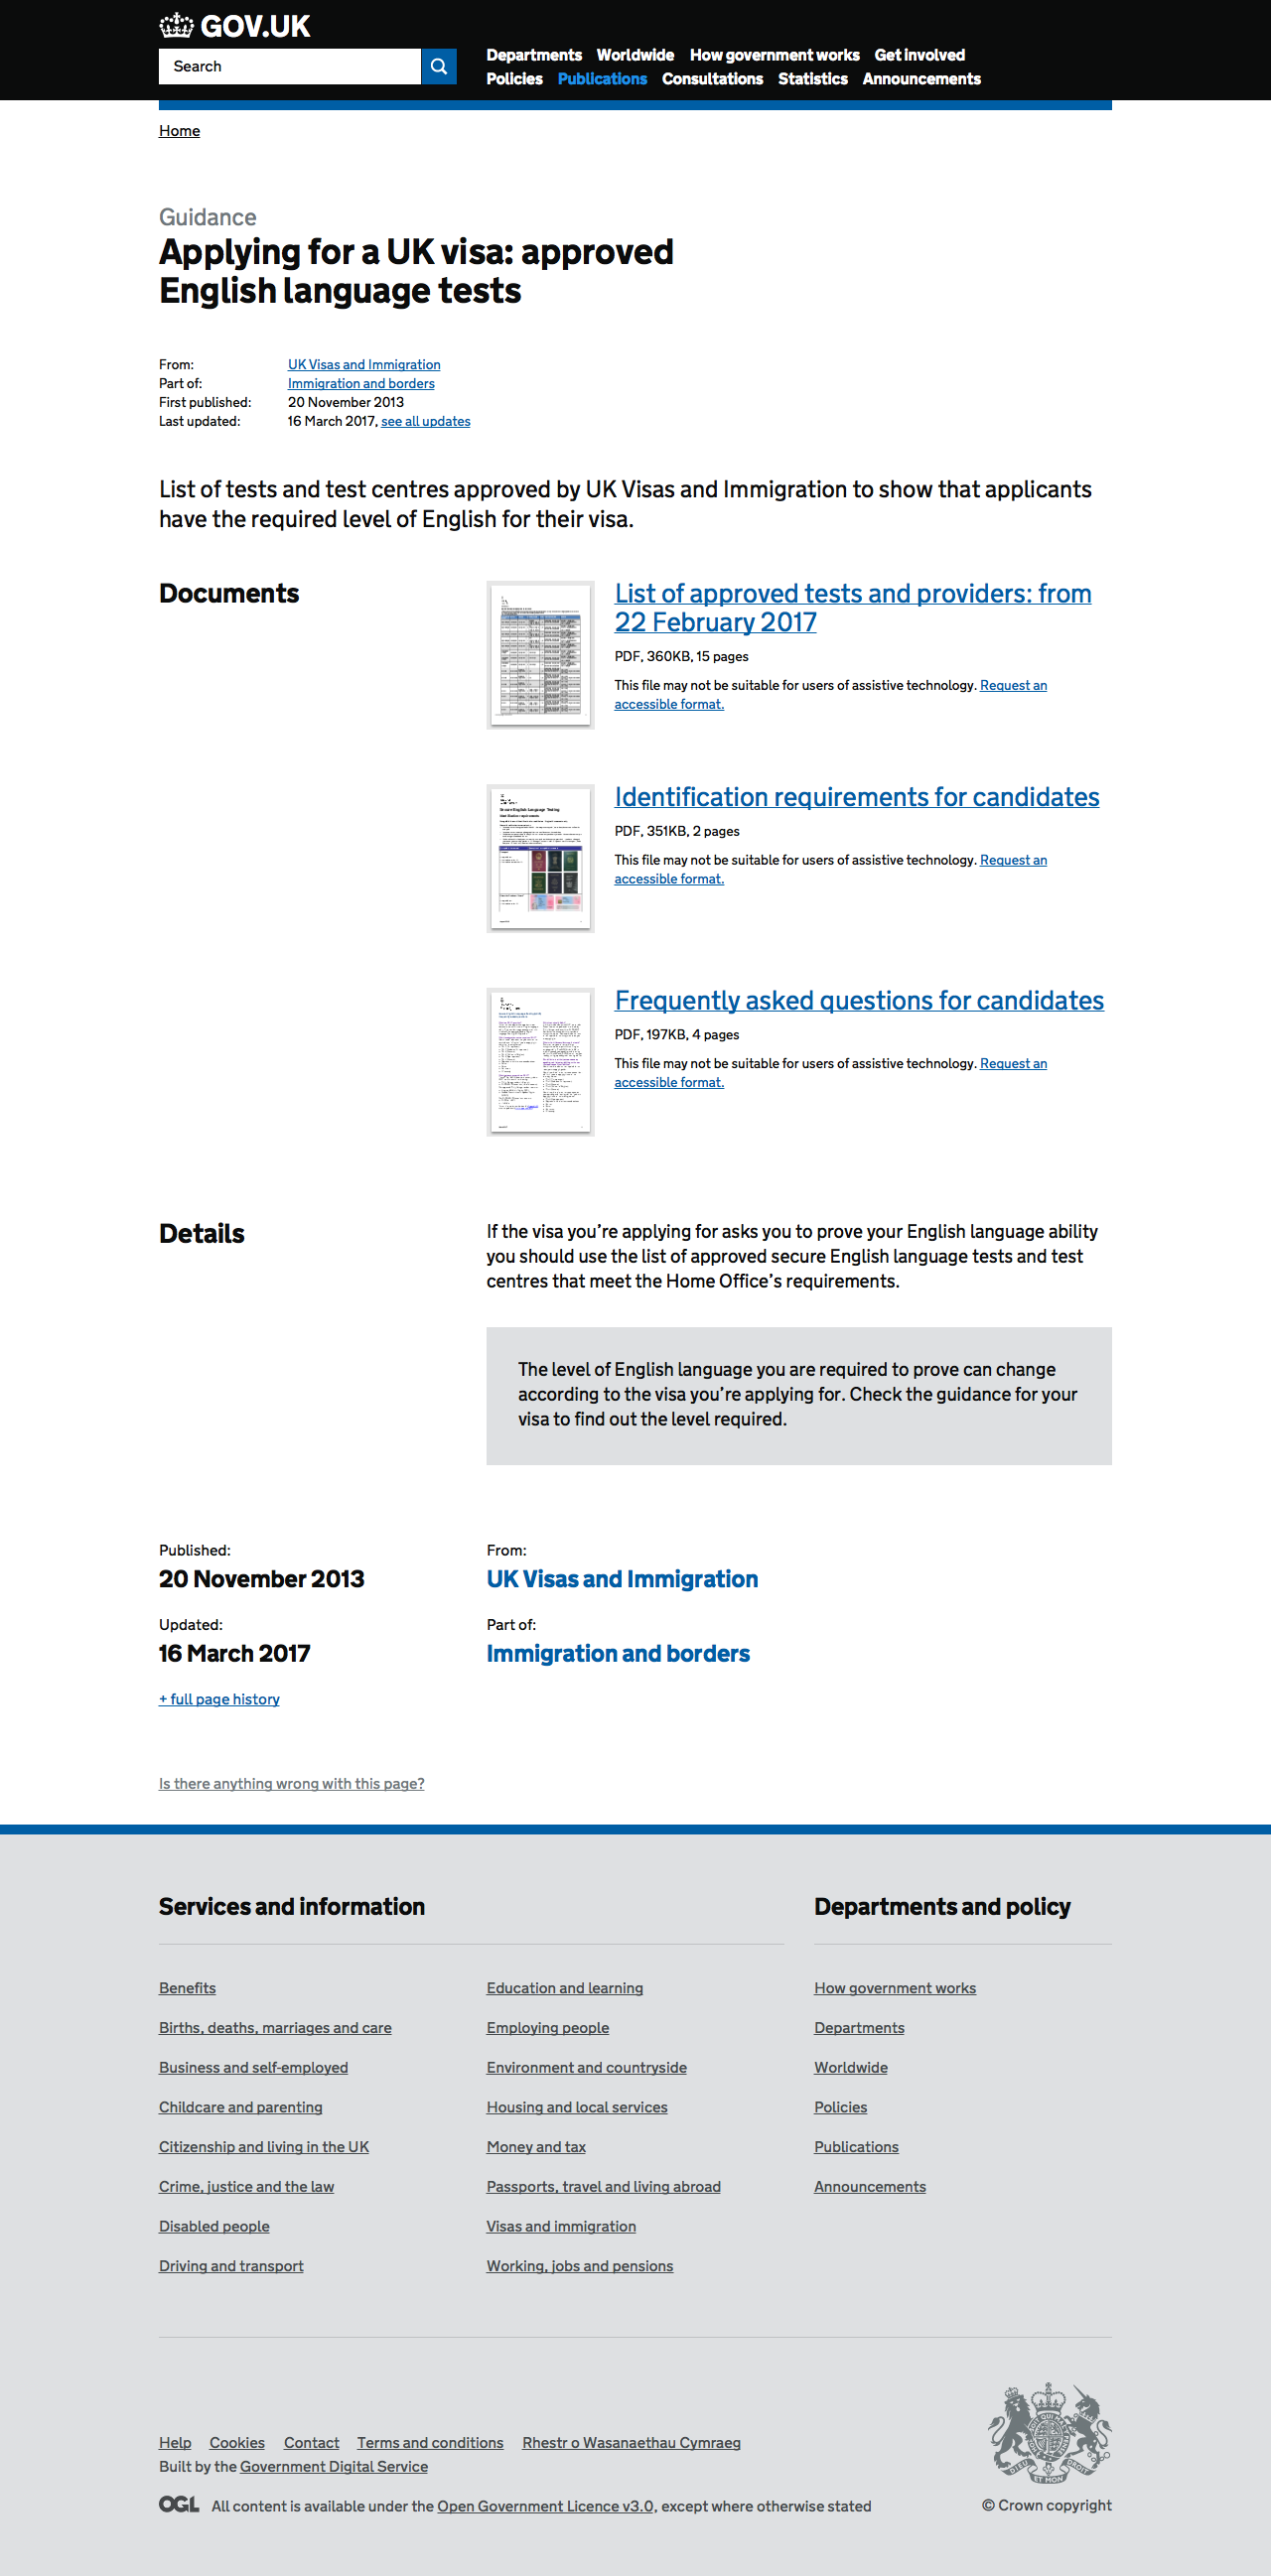 GOV.UK
Search
Departments Worldwide How government works Get involved
Policies Publications Consultations Statistics Announcements
Home
Guidance
Applying for a UK visa: approved
English language tests
From: UK Visas and Immigration
Part of: Immigration and borders
First published: 20 November 2013
Last updated: 16 March 2017, see all updates
List of tests and test centres approved by UK Visas and Immigration to show that applicants
have the required level of English for their visa.
Documents
List of approved tests and providers: from
22 February 2017
PDF, 360KB, 15 pages
This file may not be suitable for users of assistive technology. Request an
accessible format.
Secure English Language Testing
Identification requirements for candidates
PDF, 351KB, 2 pages
This file may not be suitable for users of assistive technology. Request an
accessible format.
Frequently asked questions for candidates
PDF, 197KB, 4 pages
This file may not be suitable for users of assistive technology. Request an
accessible format.
Details
If the visa you’re applying for asks you to prove your English language ability
you should use the list of approved secure English language tests and test
centres that meet the Home Office’s requirements.
The level of English language you are required to prove can change
according to the visa you’re applying for. Check the guidance for your
visa to find out the level required.
Published:
20 November 2013
From:
UK Visas and Immigration
Updated:
16 March 2017
Part of:
Immigration and borders
+ full page history
Is there anything wrong with this page?
Services and information
Benefits
Births, deaths, marriages and care
Business and self-employed
Childcare and parenting
Citizenship and living in the UK
Crime, justice and the law
Disabled people
Driving and transport
Education and learning
Employing people
Environment and countryside
Housing and local services
Money and tax
Passports, travel and living abroad
Visas and immigration
Working, jobs and pensions
Departments and policy
How government works
Departments
Worldwide
Policies
Publications
Announcements
Help Cookies Contact Terms and conditions Rhestr o Wasanaethau Cymraeg
Built by the Government Digital Service
OGL All content is available under the Open Government Licence v3.0, except where otherwise stated
DIEU ET MON DROIT
© Crown copyright